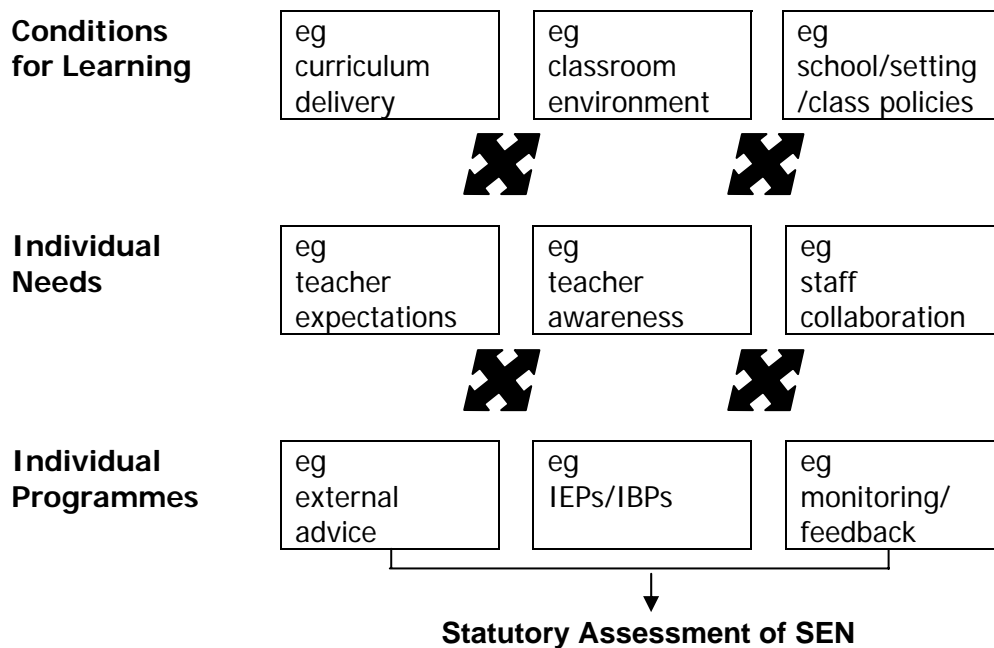 Conditions
for Learning
eg
curriculum
delivery
eg
classroom
environment
eg
school/setting
/class policies
Individual
Needs
eg
teacher
expectations
eg
teacher
awareness
eg
staff
collaboration
Individual
Programmes
eg
external
advice
eg
IEPs/IBPs
eg
monitoring/
feedback
Statutory Assessment of SEN